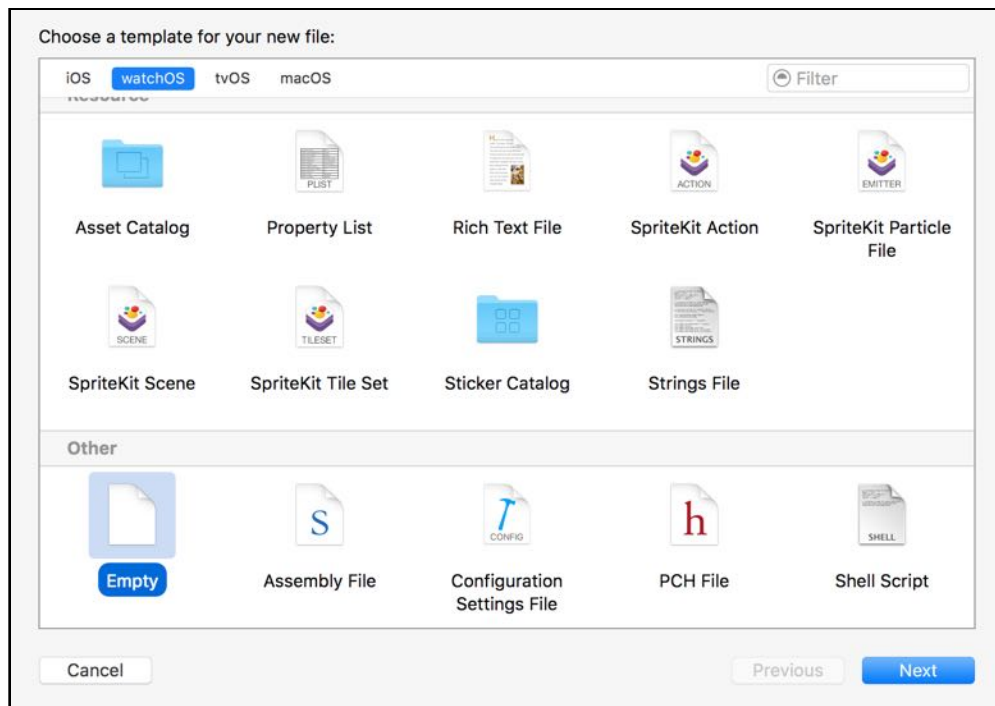 Choose a template for your new file:
iOS watchOS tvOS macOS Filter
Resource
PLIST ACTION EMITTER
Asset Catalog Property List Rich Text File SpriteKit Action SpriteKit Particle
File
SCENE TILESET STRINGS
SpriteKit Scene SpriteKit Tile Set Sticker Catalog Strings File
Other
S CONFIG h SHELL
Empty Assembly File Configuration PCH File Shell Script
Settings File
Cancel Previous Next